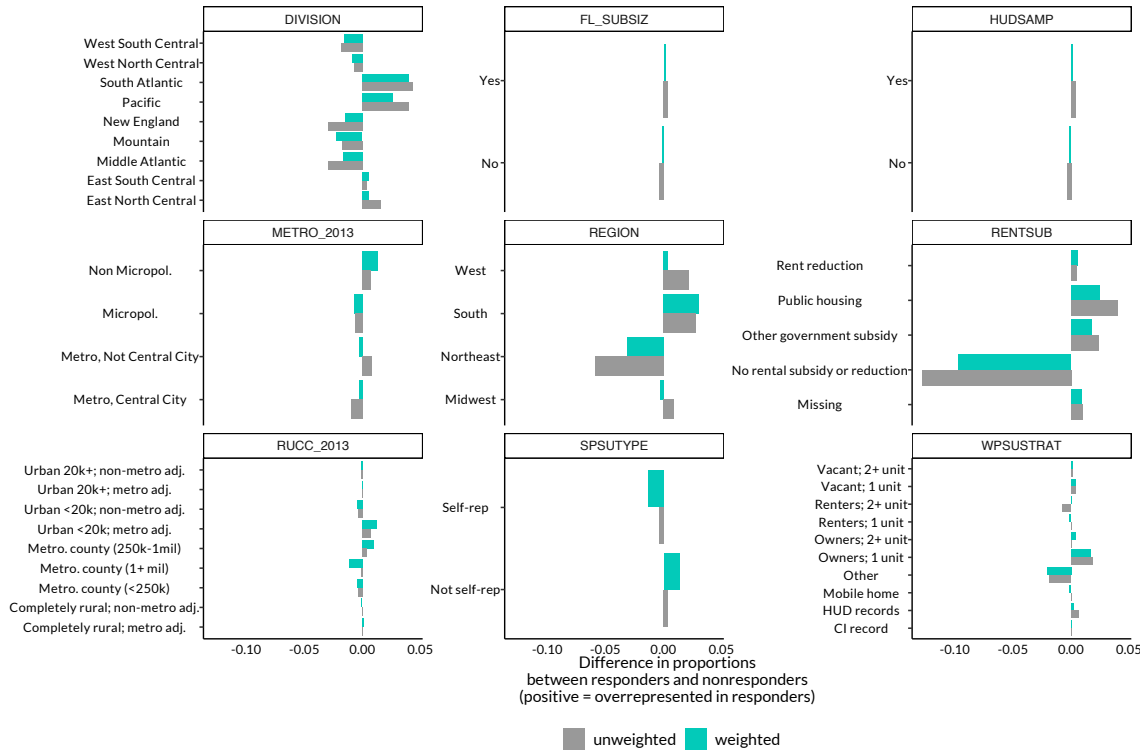 DIVISION
West South Central
West North Central
South Atlantic
Pacific
New England
Mountain
Middle Atlantic
East South Central
East North Central
FL_SUBSIZ
Yes
No
HUDSAMP
Yes
No
METRO_2013
Non Micropol.
Micropol.
Metro, Not Central City
Metro, Central City
REGION
West
South
Northeast
Midwest
RENTSUB
Rent reduction
Public housing
Other government subsidy
No rental subsidy or reduction
Missing
RUCC_2013
Urban 20k+; non-metro adj.
Urban 20k+; metro adj.
Urban <20k; non-metro adj.
Urban <20k; metro adj.
Metro. county (250k-1mil)
Metro. county (1+ mil)
Metro. county (<250k)
Completely rural; non-metro adj.
Completely rural; metro adj.
-0.10 -0.05 0.00 0.05
SPSUTYPE
Self-rep
Not self-rep
-0.10 -0.05 0.00 0.05
WPSUSTRAT
Vacant; 2+ unit
Vacant; 1 unit
Renters; 2+ unit
Renters; 1 unit
Owners; 2+ unit
Owners; 1 unit
Other
Mobile home
HUD records
CI record
-0.10 -0.05 0.00 0.05
Difference in proportions
between responders and nonresponders
(positive = overrepresented in responders)
unweighted weighted